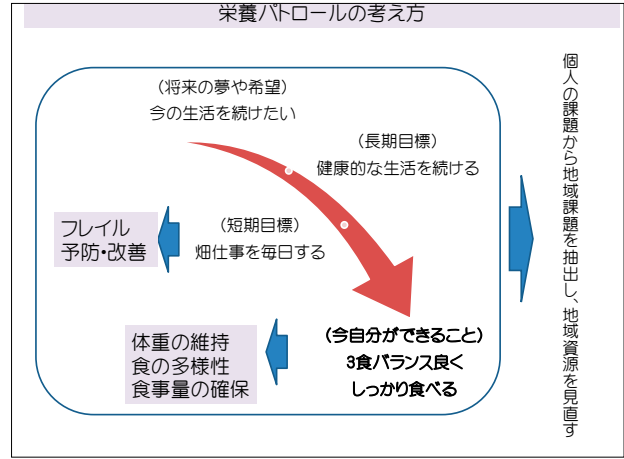 栄養パトロールの考え方
（将来の夢や希望）
今の生活を続けたい
（長期目標）
健康的な生活を続ける
（短期目標）
畑仕事を毎日する
フレイル
予防・改善
（今自分ができること）
3食バランス良く
しっかり食べる
体重の維持
食の多様性
食事量の確保
個人の課題から地域課題を抽出し、地域資源を見直す